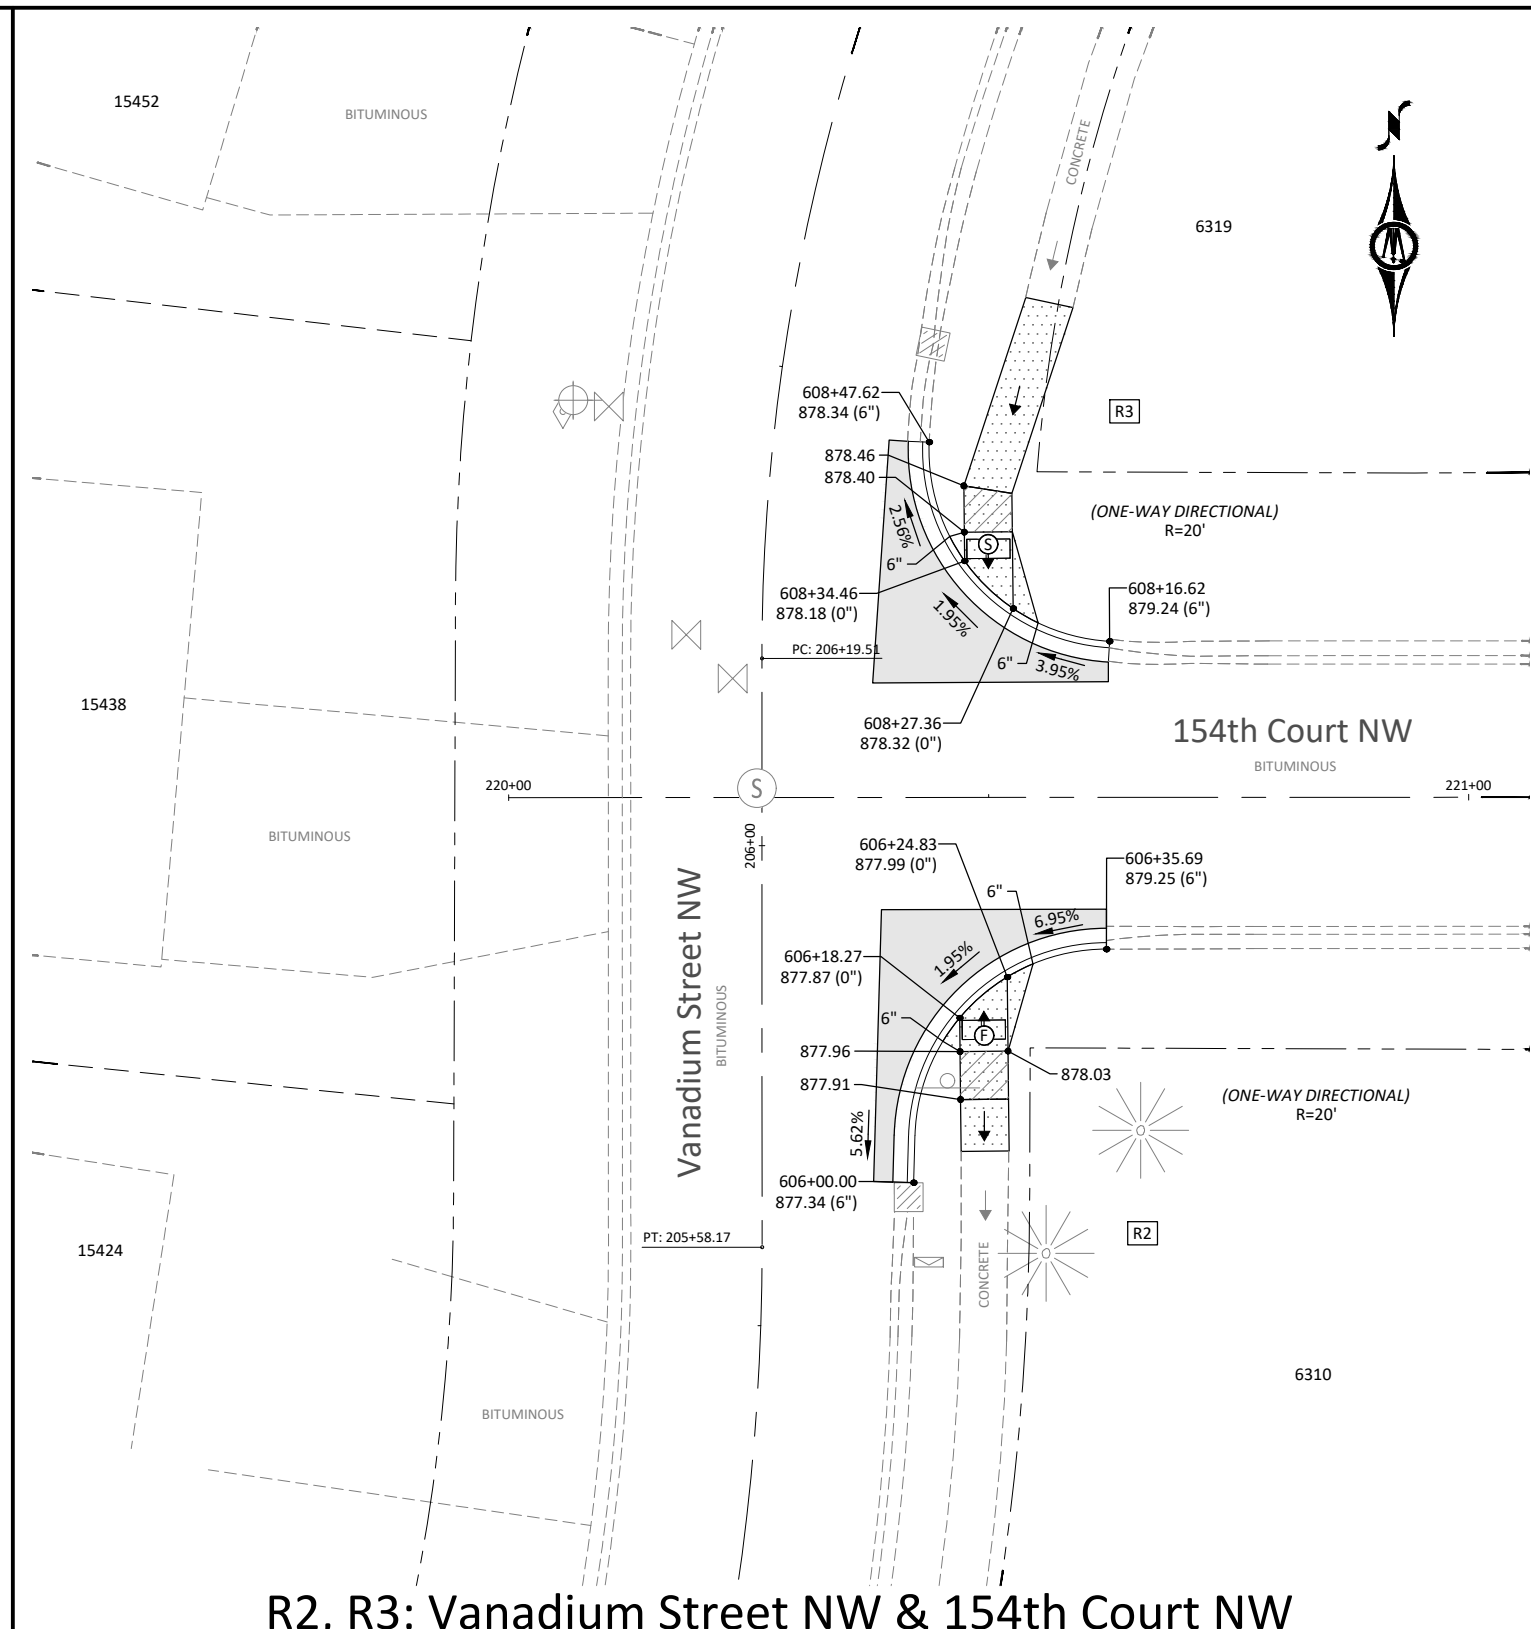 15452
BITUMINOUS
CONCRETE
N
6319
608+47.62
878.34 (6")
R3
878.46
878.40
(ONE-WAY DIRECTIONAL)
R=20'
2.56%
S
6"
608+34.46
878.18 (0")
1.95%
608+16.62
879.24 (6")
PC: 206+19.51
6"
3.95%
15438
608+27.36
878.32 (0")
154th Court NW
BITUMINOUS
220+00
S
221+00
BITUMINOUS
206+00
606+24.83
877.99 (0")
606+35.69
879.25 (6")
6"
6.95%
Vanadium Street NW
BITUMINOUS
606+18.27
877.87 (0")
1.95%
6"
F
877.96
877.91
878.03
(ONE-WAY DIRECTIONAL)
R=20'
5.62%
606+00.00
877.34 (6")
PT: 205+58.17
R2
15424
CONCRETE
6310
BITUMINOUS
R2, R3: Vanadium Street NW & 154th Court NW